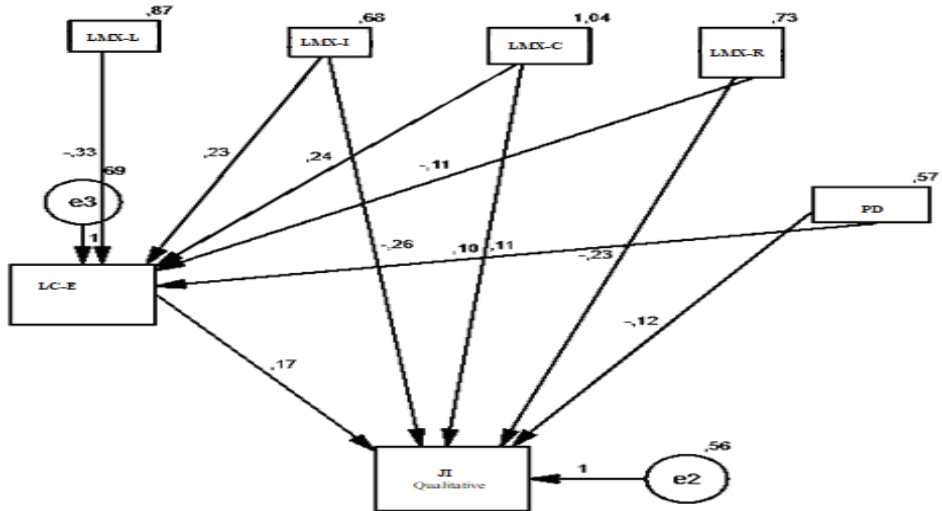 ,87
,68
1,04
,73
LMX-L
LMX-I
LMX-C
LMX-R
-,33
,23
,24
-,11
69
,57
e3
PD
1
-,26
,10
,11
-,23
LC-E
-,12
,17
,56
JI
Qualitative
1
e2